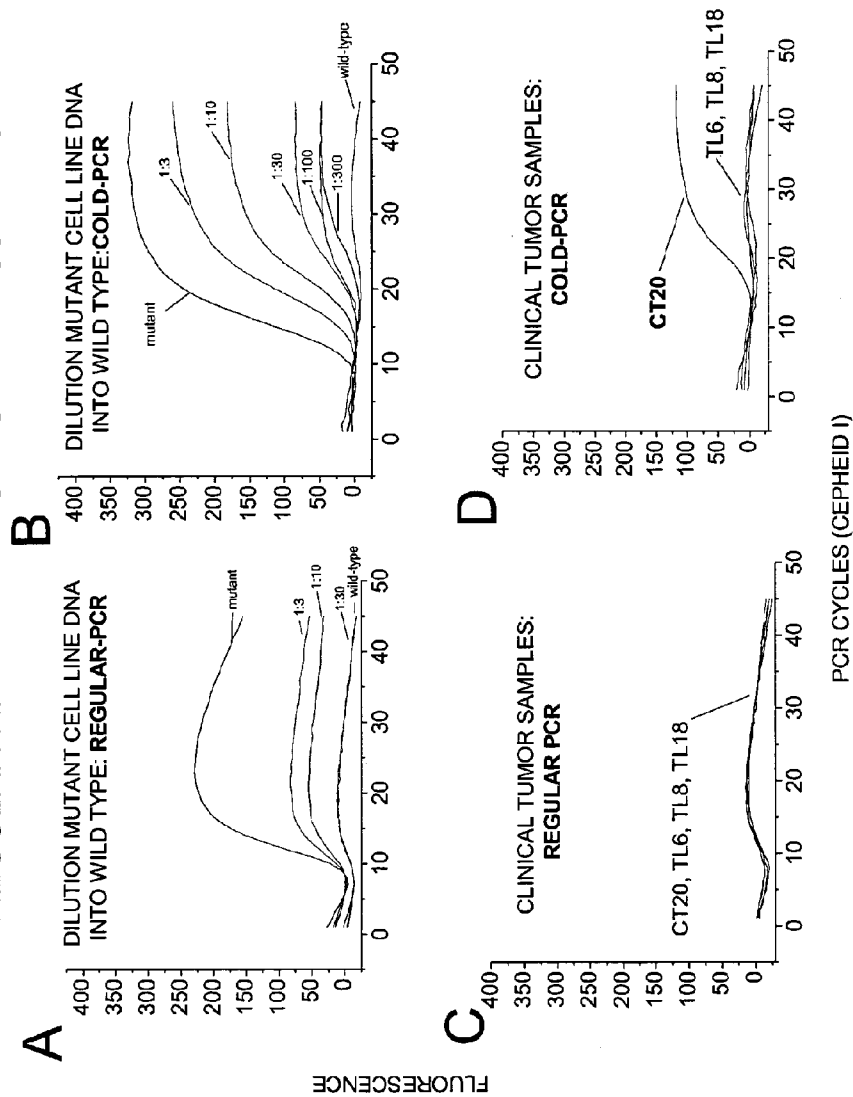 A
DILUTION MUTANT CELL LINE DNA
INTO WILD TYPE: REGULAR-PCR
400
350
300
250
200
150
100
50
0
mutant
1:3
1:10
1:30
wild-type
0 10 20 30 40 50
B
DILUTION MUTANT CELL LINE DNA
INTO WILD TYPE:COLD-PCR
400
350
300
250
200
150
100
50
0
mutant
1:3
1:10
1:30
1:100
1:300
wild-type
0 10 20 30 40 50
C
CLINICAL TUMOR SAMPLES:
REGULAR PCR
400
350
300
250
200
150
100
50
0
CT20, TL6, TL8, TL18
0 10 20 30 40 50
D
CLINICAL TUMOR SAMPLES:
COLD-PCR
400
350
300
250
200
150
100
50
0
CT20
TL6, TL8, TL18
0 10 20 30 40 50
FLUORESCENCE
PCR CYCLES (CEPHEID I)